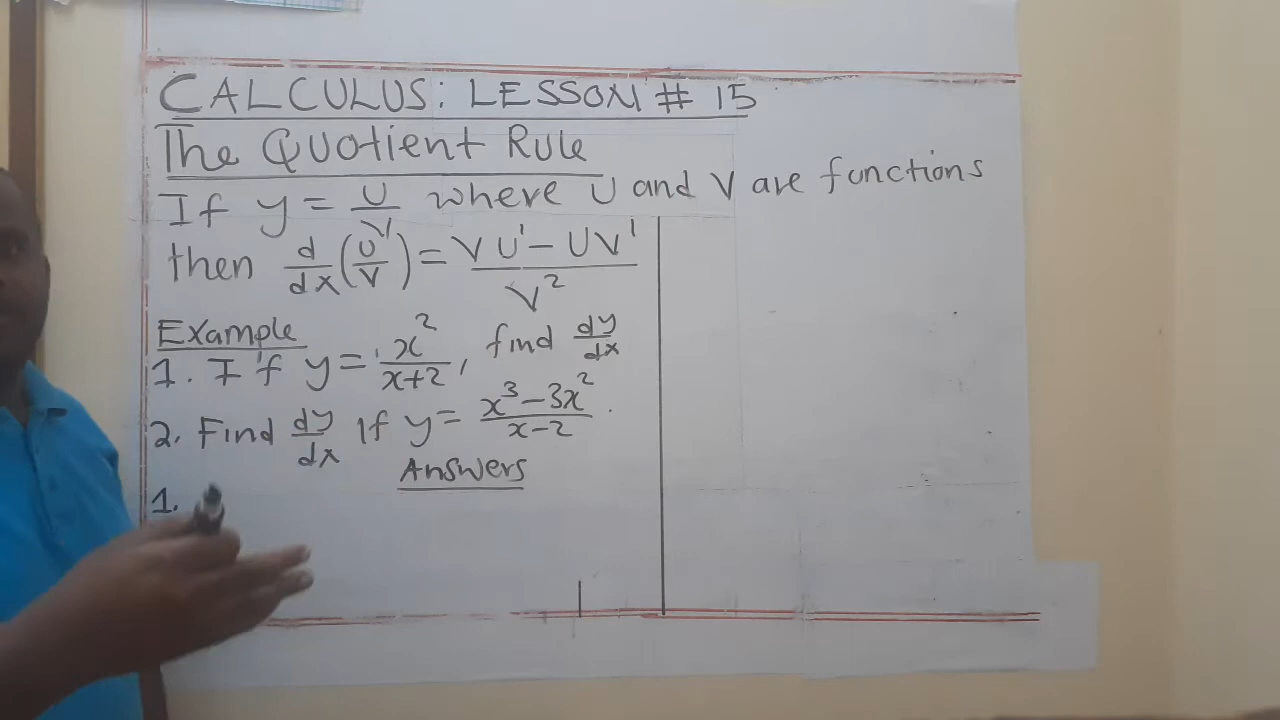 CALCULUS: LESSON # 15
The Quotient Rule
If y = U/V where U and V are functions
then d/dx(U/V) = VU' - UV'/V²
Example
1. If y = x²/x+2, find dy/dx
2. Find dy/dx If y = x³-3x²/x-2.
Answers
1.